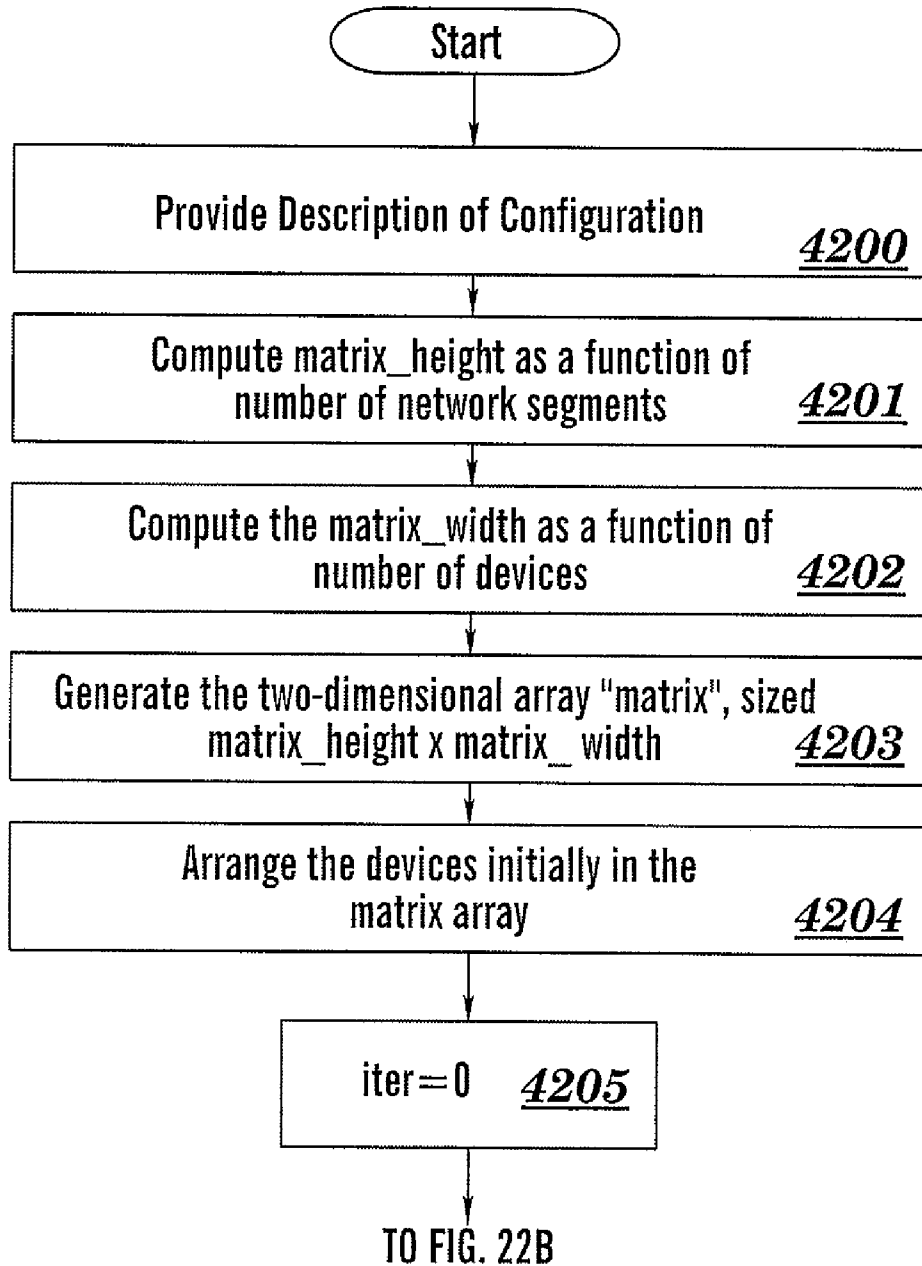 Start
Provide Description of Configuration
4200
Compute matrix_height as a function of
number of network segments
4201
Compute the matrix_width as a function of
number of devices
4202
Generate the two-dimensional array "matrix", sized
matrix_height x matrix_ width
4203
Arrange the devices initially in the
matrix array
4204
iter=0 4205
TO FIG. 22B